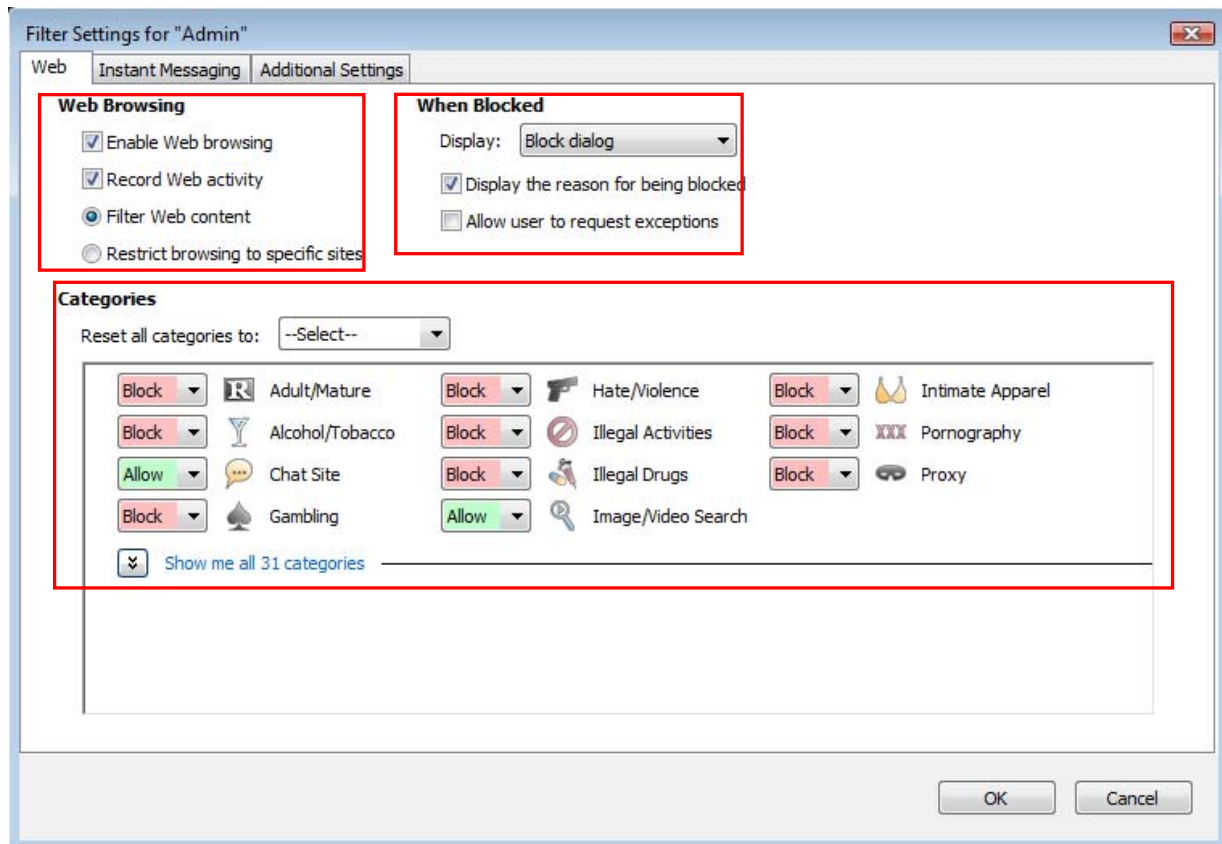 Filter Settings for "Admin"
Web Instant Messaging Additional Settings
Web Browsing
Enable Web browsing
Record Web activity
Filter Web content
Restrict browsing to specific sites
When Blocked
Display: Block dialog
Display the reason for being blocked
Allow user to request exceptions
Categories
Reset all categories to: --Select--
Block R Adult/Mature Block Hate/Violence Block Intimate Apparel
Block Alcohol/Tobacco Block Illegal Activities Block XXX Pornography
Allow Chat Site Block Illegal Drugs Block Proxy
Block Gambling Allow Image/Video Search
Show me all 31 categories
OK Cancel